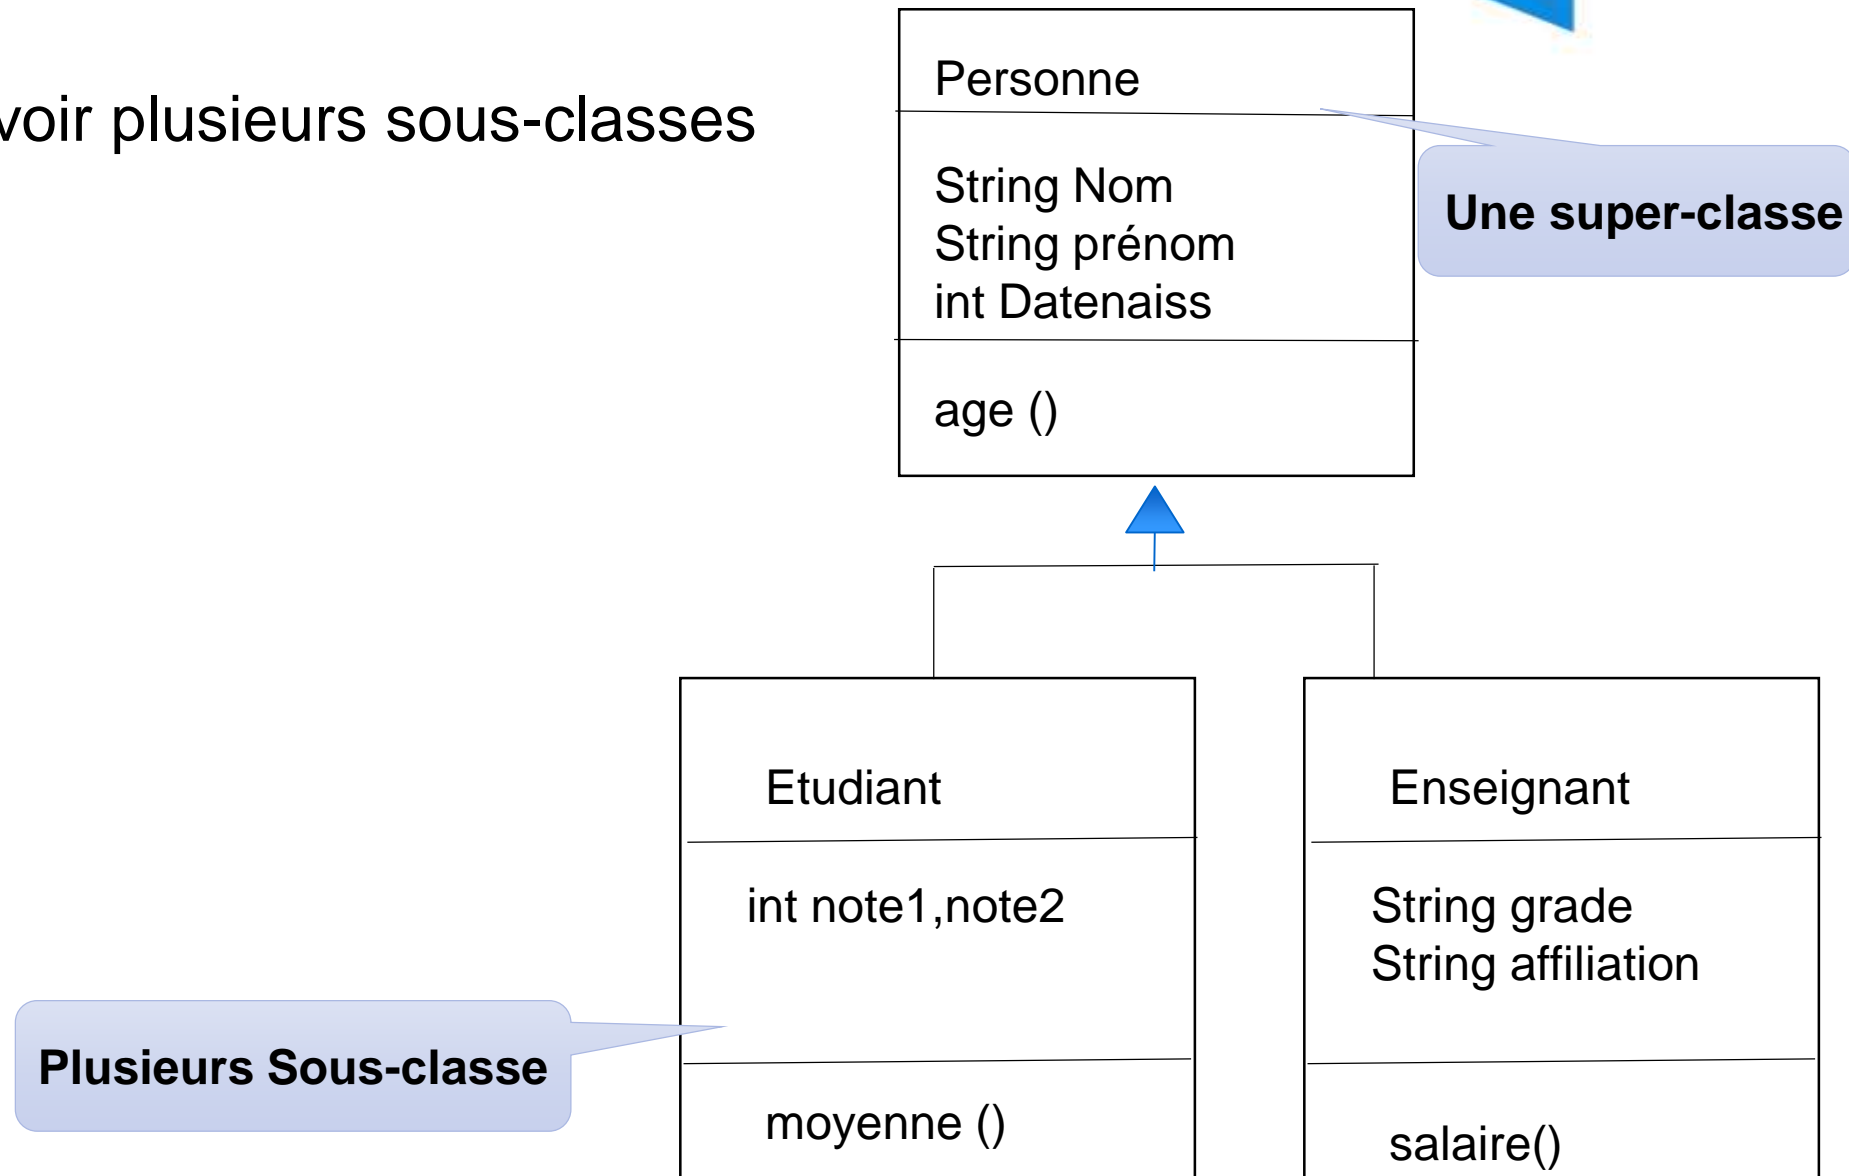 voir plusieurs sous-classes
Personne
String Nom
String prénom
int Datenaiss
age ()
Une super-classe
Etudiant
int note1,note2
moyenne ()
Enseignant
String grade
String affiliation
salaire()
Plusieurs Sous-classe